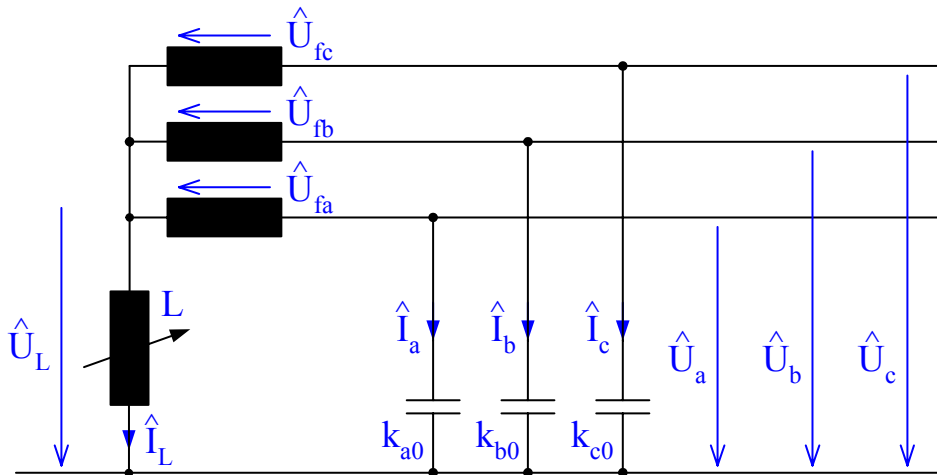 Û_fc
Û_fb
Û_fa
L
Û_L
Î_a Î_b Î_c
Û_a Û_b Û_c
k_a0 k_b0 k_c0
Î_L